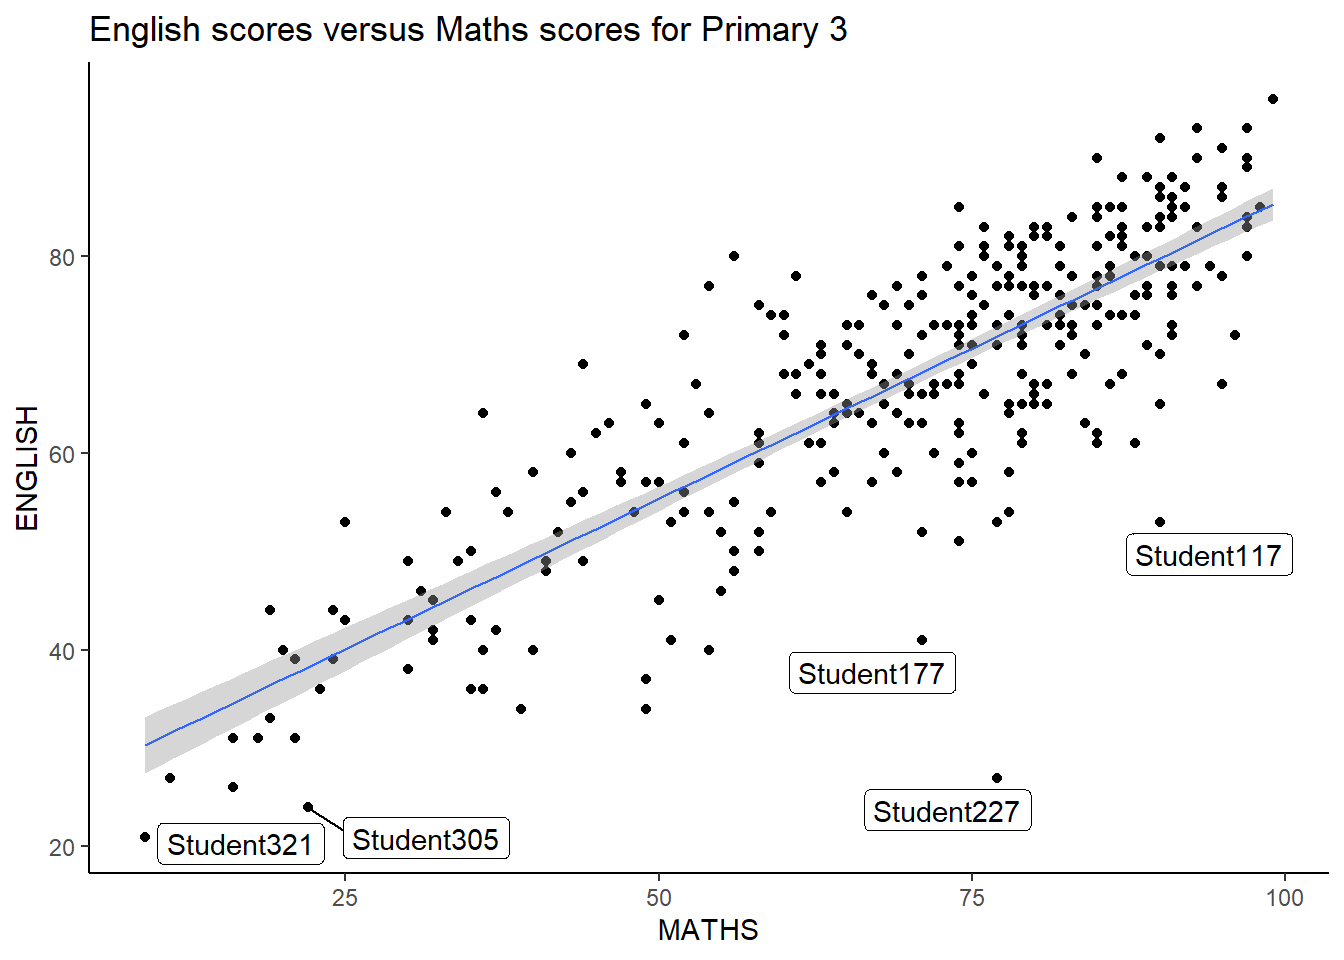 English scores versus Maths scores for Primary 3
ENGLISH
80
60
40
20
Student117
Student177
Student227
Student321
Student305
25
50
75
100
MATHS